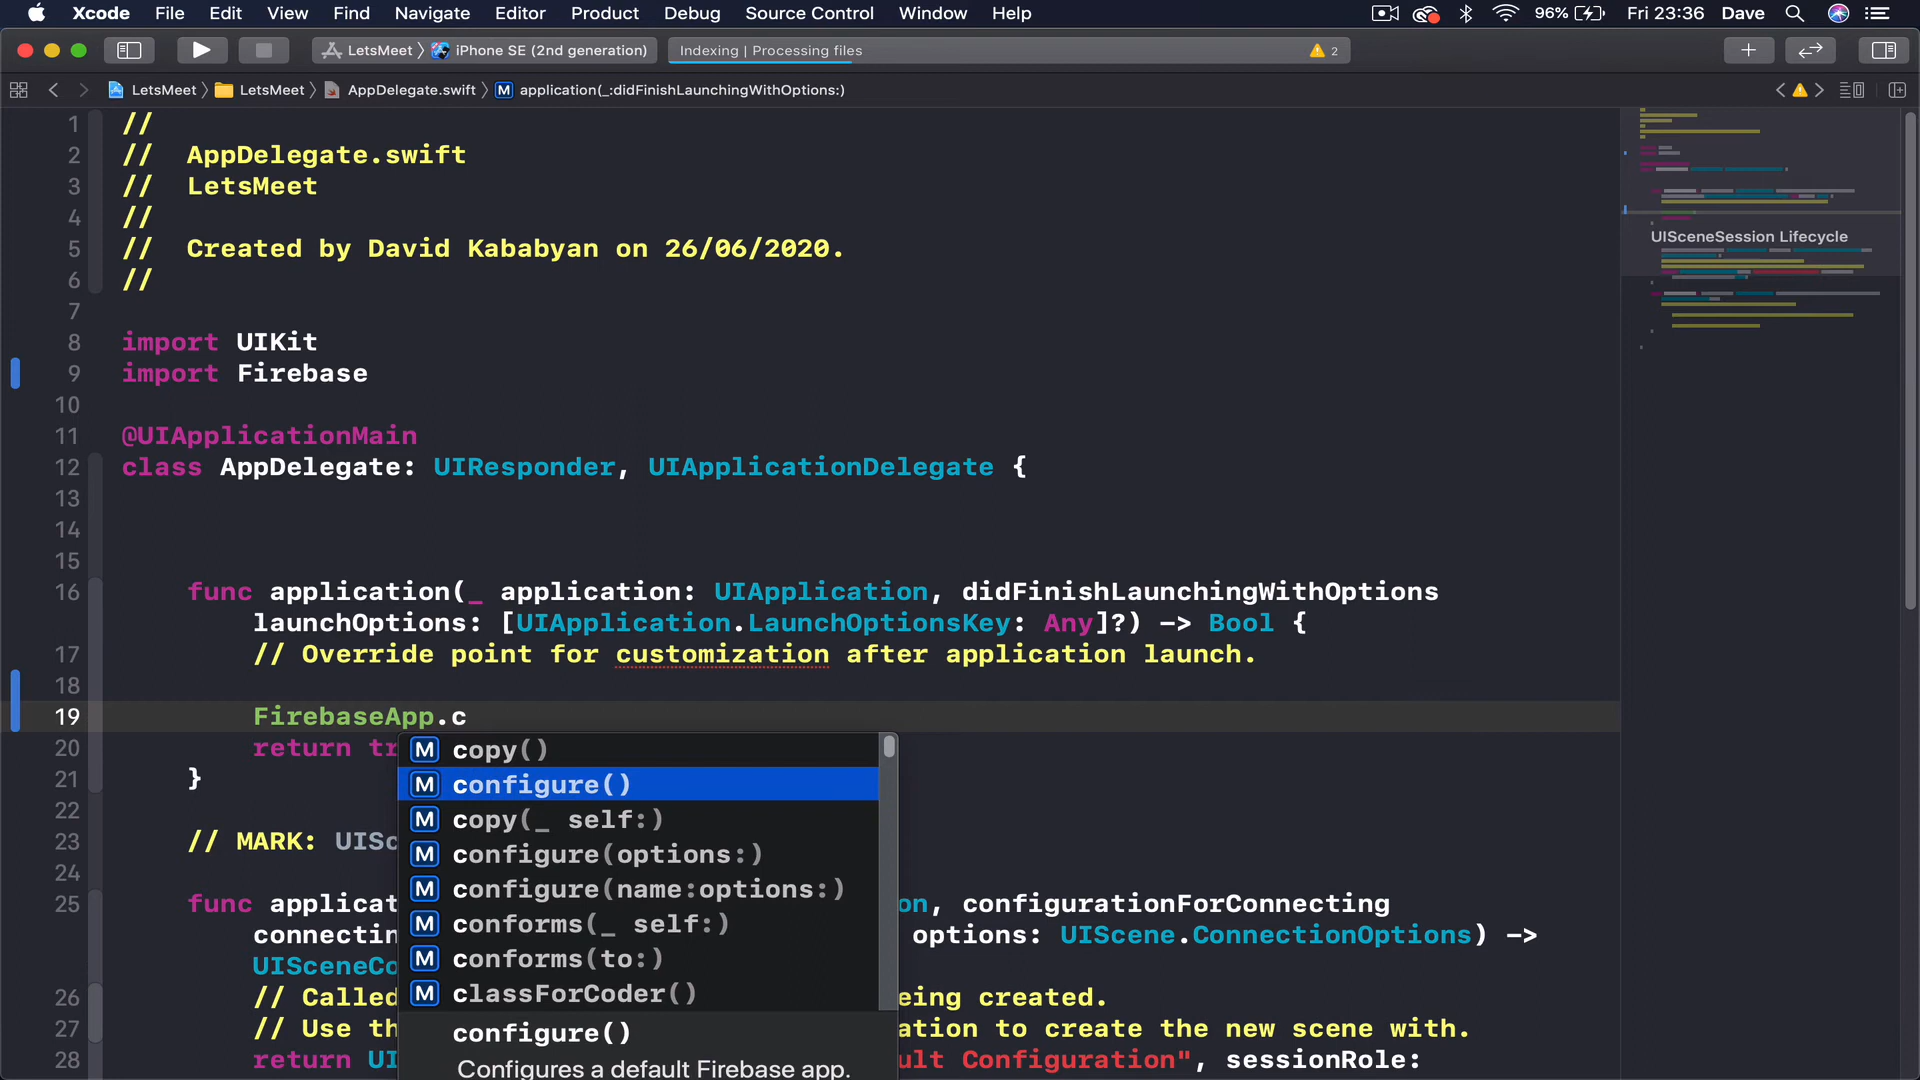 Xcode File Edit View Find Navigate Editor Product Debug Source Control Window Help 96% Fri 23:36 Dave
LetsMeet iPhone SE (2nd generation) Indexing | Processing files 2
LetsMeet LetsMeet AppDelegate.swift M application(_:didFinishLaunchingWithOptions:)
1 //
2 // AppDelegate.swift
3 // LetsMeet
4 //
5 // Created by David Kababyan on 26/06/2020.
6 //
7
8 import UIKit
9 import Firebase
10
11 @UIApplicationMain
12 class AppDelegate: UIResponder, UIApplicationDelegate {
13
14
15
16 func application(_ application: UIApplication, didFinishLaunchingWithOptions
launchOptions: [UIApplication.LaunchOptionsKey: Any]?) -> Bool {
17 // Override point for customization after application launch.
18
19 FirebaseApp.c
20 return tr
21 }
22
23 // MARK: UISc
24
25 func applicat on, configurationForConnecting
connectin options: UIScene.ConnectionOptions) ->
UISceneCo
26 // Called eing created.
27 // Use th ation to create the new scene with.
28 return UI ult Configuration", sessionRole:
M copy()
M configure()
M copy(_ self:)
M configure(options:)
M configure(name:options:)
M conforms(_ self:)
M conforms(to:)
M classForCoder()
configure()
Configures a default Firebase app.
UISceneSession Lifecycle